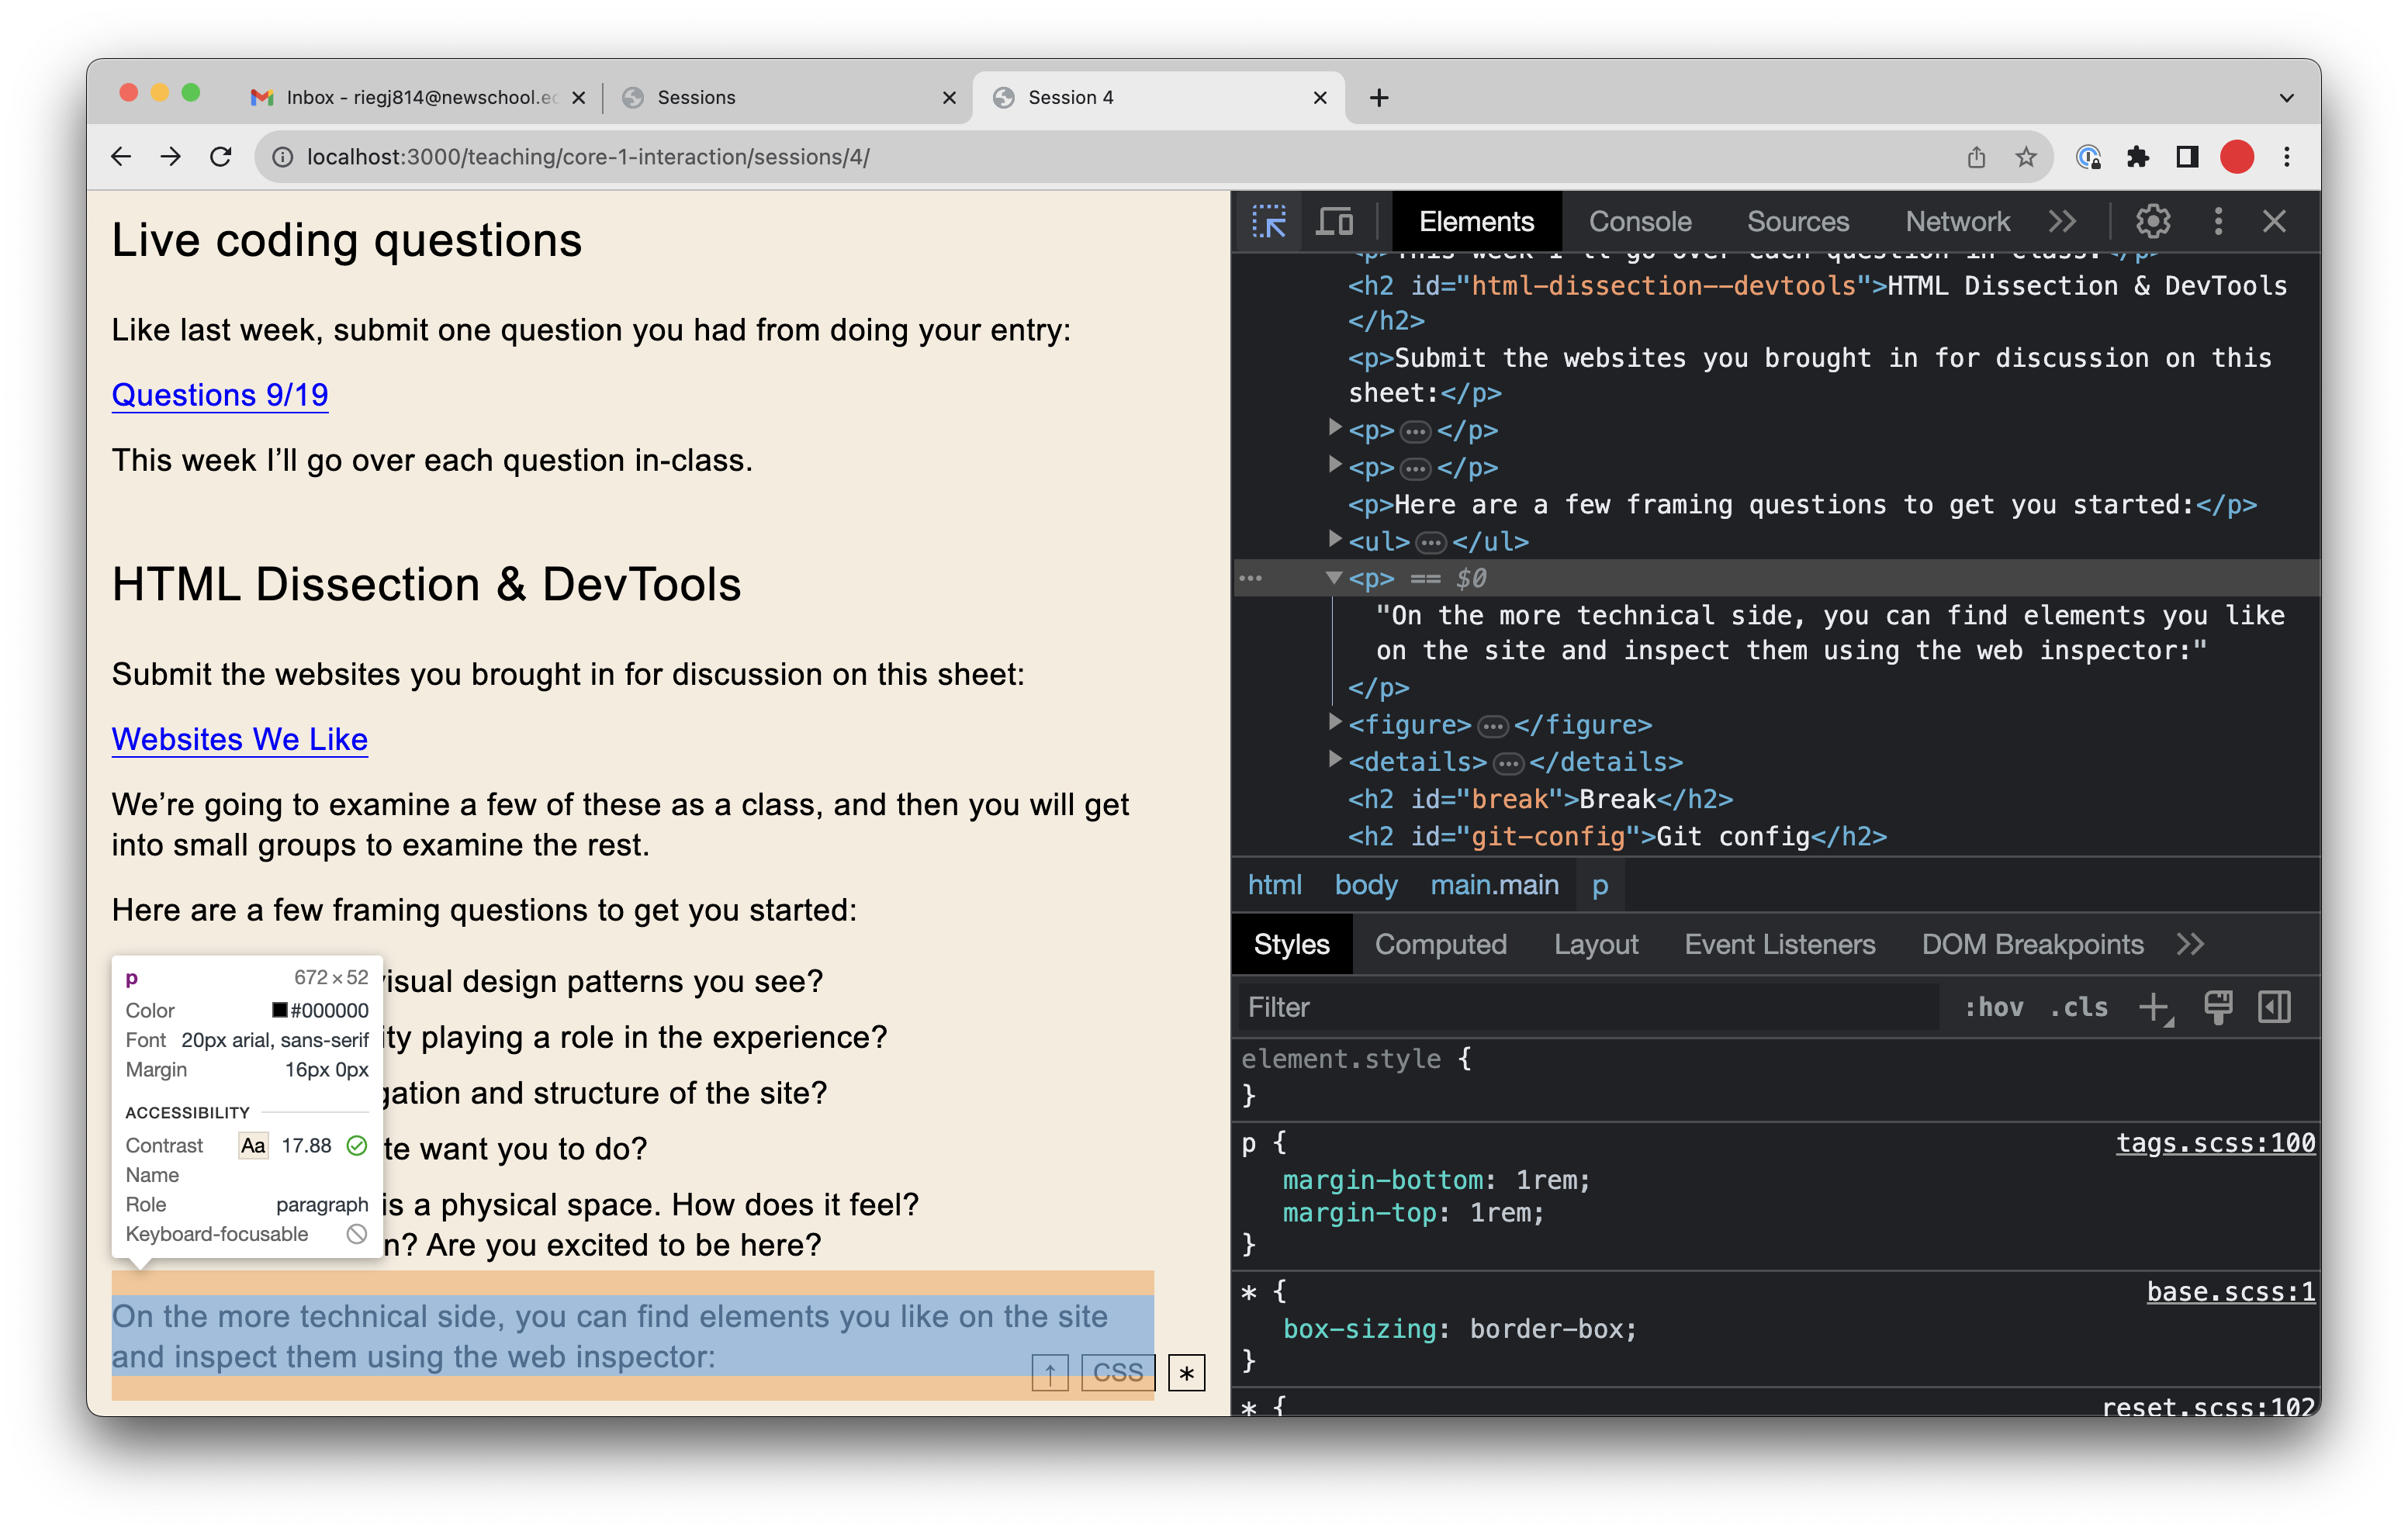 Inbox - riegj814@newschool.ec
Sessions
Session 4
localhost:3000/teaching/core-1-interaction/sessions/4/
Live coding questions
Like last week, submit one question you had from doing your entry:
Questions 9/19
This week I’ll go over each question in-class.
HTML Dissection & DevTools
Submit the websites you brought in for discussion on this sheet:
Websites We Like
We’re going to examine a few of these as a class, and then you will get
into small groups to examine the rest.
Here are a few framing questions to get you started:
visual design patterns you see?
playing a role in the experience?
and structure of the site?
want you to do?
is a physical space. How does it feel?
Are you excited to be here?
p 672 × 52
Color #000000
Font 20px arial, sans-serif
Margin 16px 0px
ACCESSIBILITY
Contrast Aa 17.88
Name
Role paragraph
Keyboard-focusable
On the more technical side, you can find elements you like on the site
and inspect them using the web inspector:
↑ CSS *
Elements Console Sources Network
<p>This week I'll go over each question in class.</p>
<h2 id="html-dissection--devtools">HTML Dissection & DevTools
</h2>
<p>Submit the websites you brought in for discussion on this
sheet:</p>
<p>…</p>
<p>…</p>
<p>Here are a few framing questions to get you started:</p>
<ul>…</ul>
<p> == $0
"On the more technical side, you can find elements you like
on the site and inspect them using the web inspector:"
</p>
<figure>…</figure>
<details>…</details>
<h2 id="break">Break</h2>
<h2 id="git-config">Git config</h2>
html body main.main p
Styles Computed Layout Event Listeners DOM Breakpoints
Filter :hov .cls
element.style {
}
p { tags.scss:100
margin-bottom: 1rem;
margin-top: 1rem;
}
* { base.scss:1
box-sizing: border-box;
}
* { reset.scss:102